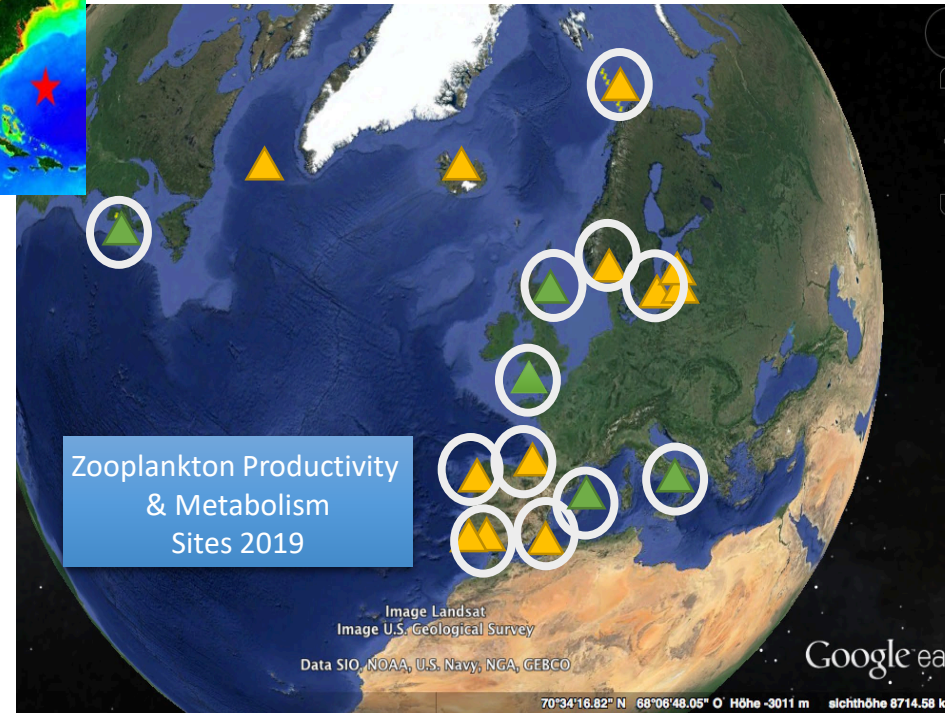 Zooplankton Productivity
& Metabolism
Sites 2019
Image Landsat
Image U.S. Geological Survey
Data SIO, NOAA, U.S. Navy, NGA, GEBCO
Google ea
70°34'16.82" N 68°06'48.05" O Höhe -3011 m sichthöhe 8714.58 k